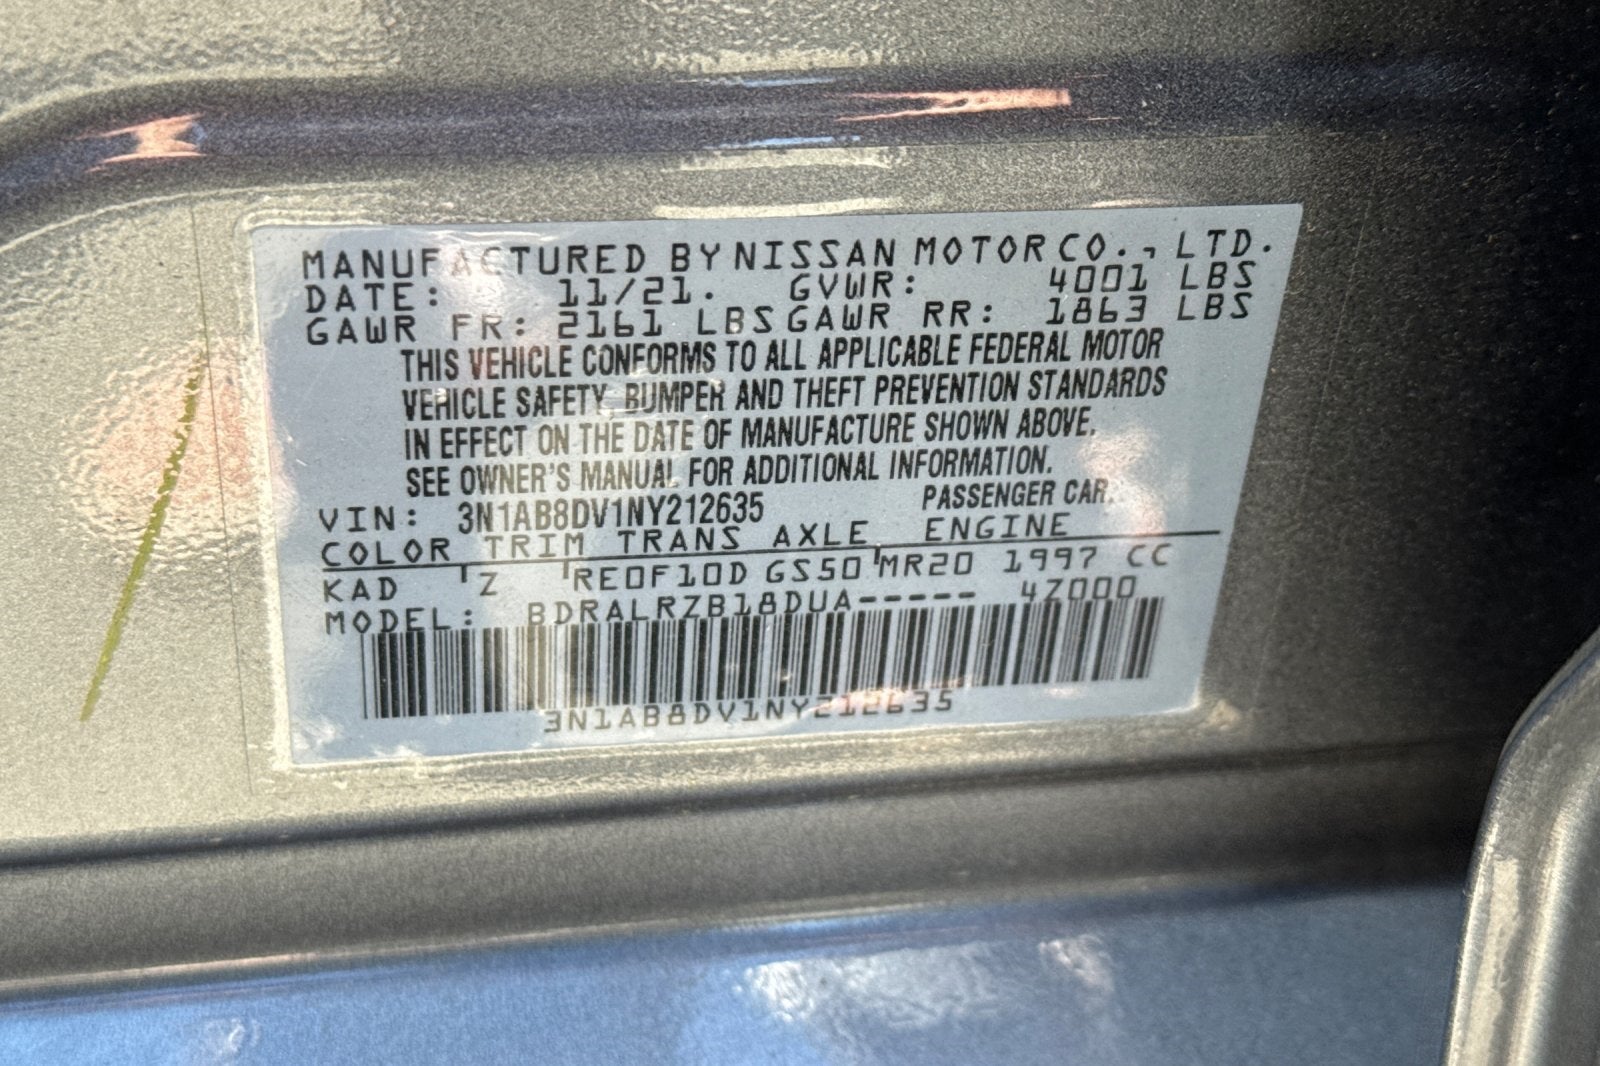 MANUFACTURED BY NISSAN MOTOR CO., LTD.
DATE: 11/21. GVWR: 4001 LBS
GAWR FR: 2161 LBS GAWR RR: 1863 LBS
THIS VEHICLE CONFORMS TO ALL APPLICABLE FEDERAL MOTOR
VEHICLE SAFETY, BUMPER AND THEFT PREVENTION STANDARDS
IN EFFECT ON THE DATE OF MANUFACTURE SHOWN ABOVE.
SEE OWNER'S MANUAL FOR ADDITIONAL INFORMATION.
VIN: 3N1AB8DV1NY212635 PASSENGER CAR.
COLOR TRIM TRANS AXLE ENGINE
KAD Z RE0F10D GS50 MR20 1997 CC
MODEL: BDRALRZB18DUA----- 4Z000
3N1AB8DV1NY212635